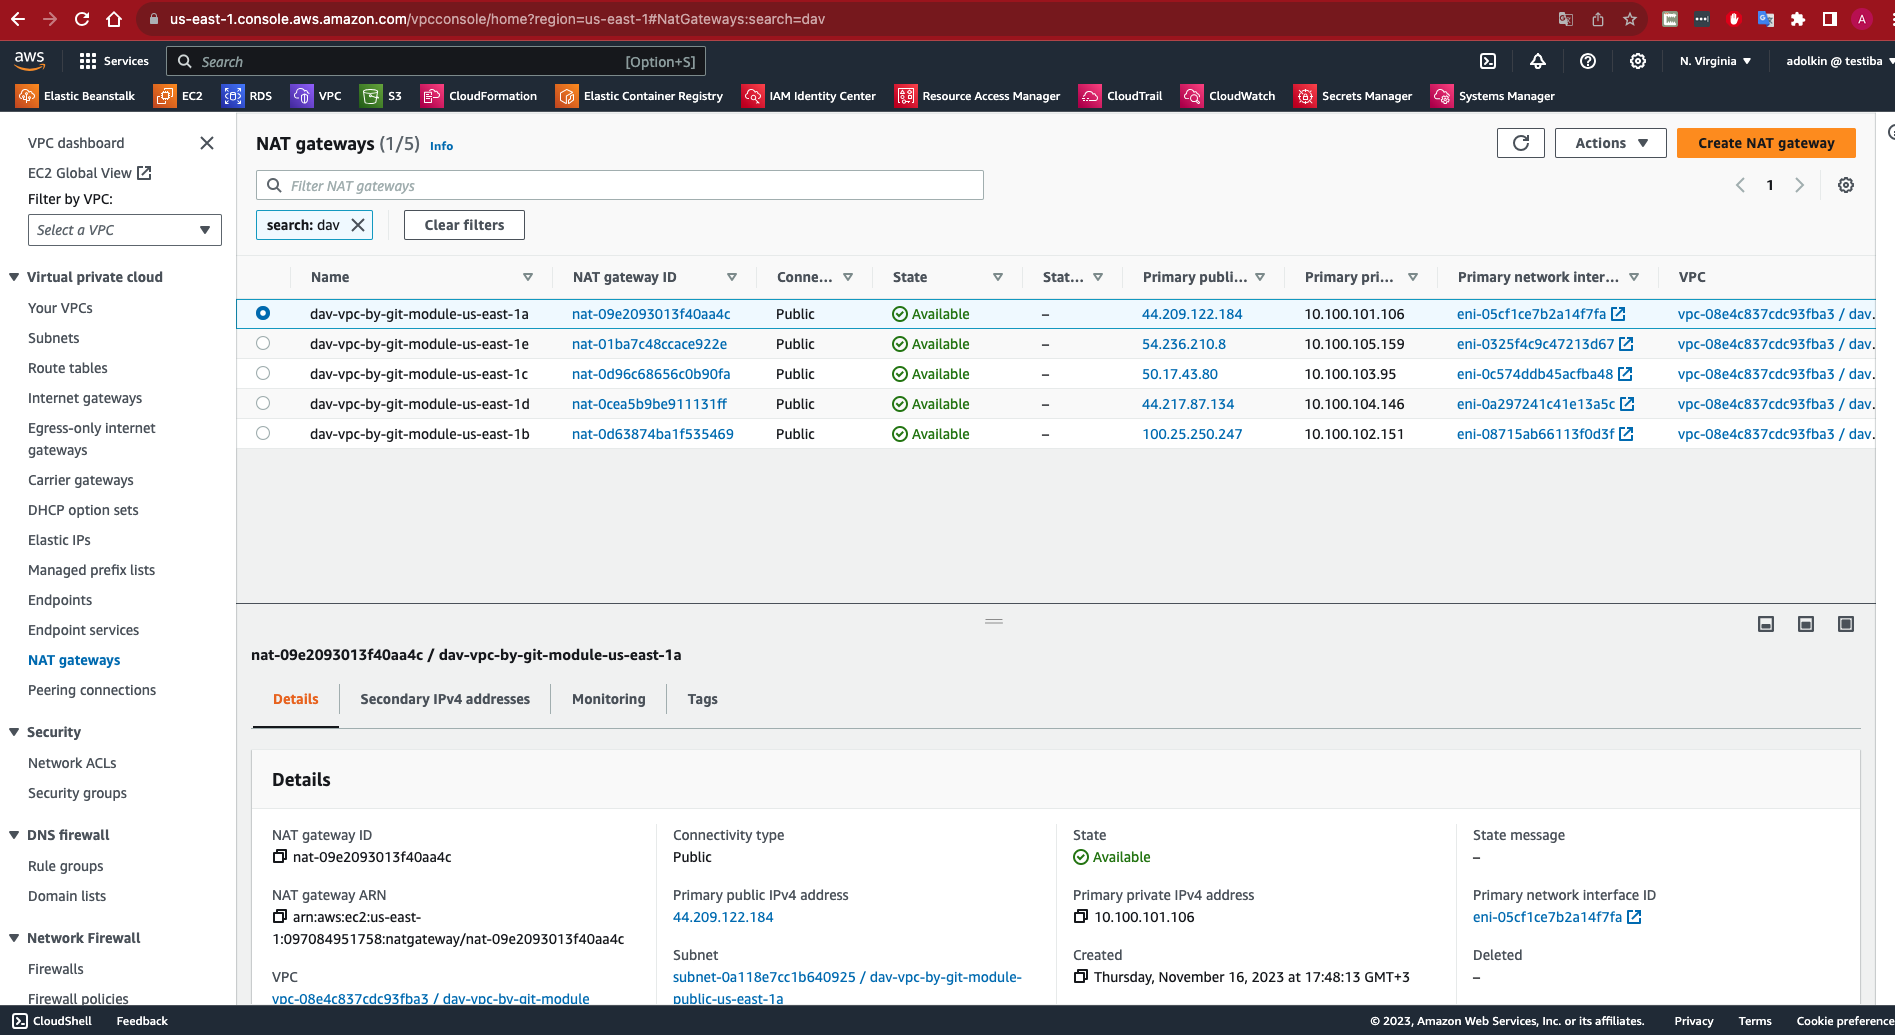 us-east-1.console.aws.amazon.com/vpcconsole/home?region=us-east-1#NatGateways:search=dav
A
aws Services Search [Option+S] N. Virginia adolkin @ testiba
Elastic Beanstalk EC2 RDS VPC S3 CloudFormation Elastic Container Registry IAM Identity Center Resource Access Manager CloudTrail CloudWatch Secrets Manager Systems Manager
VPC dashboard
EC2 Global View
Filter by VPC:
Select a VPC
Virtual private cloud
Your VPCs
Subnets
Route tables
Internet gateways
Egress-only internet
gateways
Carrier gateways
DHCP option sets
Elastic IPs
Managed prefix lists
Endpoints
Endpoint services
NAT gateways
Peering connections
Security
Network ACLs
Security groups
DNS firewall
Rule groups
Domain lists
Network Firewall
Firewalls
Firewall policies
NAT gateways (1/5) Info
Actions Create NAT gateway
Filter NAT gateways
1
search: dav Clear filters
Name NAT gateway ID Conne... State Stat... Primary publi... Primary pri... Primary network inter... VPC
dav-vpc-by-git-module-us-east-1a nat-09e2093013f40aa4c Public Available – 44.209.122.184 10.100.101.106 eni-05cf1ce7b2a14f7fa vpc-08e4c837cdc93fba3 / dav.
dav-vpc-by-git-module-us-east-1e nat-01ba7c48ccace922e Public Available – 54.236.210.8 10.100.105.159 eni-0325f4c9c47213d67 vpc-08e4c837cdc93fba3 / dav.
dav-vpc-by-git-module-us-east-1c nat-0d96c68656c0b90fa Public Available – 50.17.43.80 10.100.103.95 eni-0c574ddb45acfba48 vpc-08e4c837cdc93fba3 / dav.
dav-vpc-by-git-module-us-east-1d nat-0cea5b9be911131ff Public Available – 44.217.87.134 10.100.104.146 eni-0a297241c41e13a5c vpc-08e4c837cdc93fba3 / dav.
dav-vpc-by-git-module-us-east-1b nat-0d63874ba1f535469 Public Available – 100.25.250.247 10.100.102.151 eni-08715ab66113f0d3f vpc-08e4c837cdc93fba3 / dav.
nat-09e2093013f40aa4c / dav-vpc-by-git-module-us-east-1a
Details Secondary IPv4 addresses Monitoring Tags
Details
NAT gateway ID
nat-09e2093013f40aa4c
NAT gateway ARN
arn:aws:ec2:us-east-
1:097084951758:natgateway/nat-09e2093013f40aa4c
VPC
vpc-08e4c837cdc93fba3 / dav-vpc-by-git-module
Connectivity type
Public
Primary public IPv4 address
44.209.122.184
Subnet
subnet-0a118e7cc1b640925 / dav-vpc-by-git-module-
public-us-east-1a
State
Available
Primary private IPv4 address
10.100.101.106
Created
Thursday, November 16, 2023 at 17:48:13 GMT+3
State message
–
Primary network interface ID
eni-05cf1ce7b2a14f7fa
Deleted
–
CloudShell Feedback © 2023, Amazon Web Services, Inc. or its affiliates. Privacy Terms Cookie preference